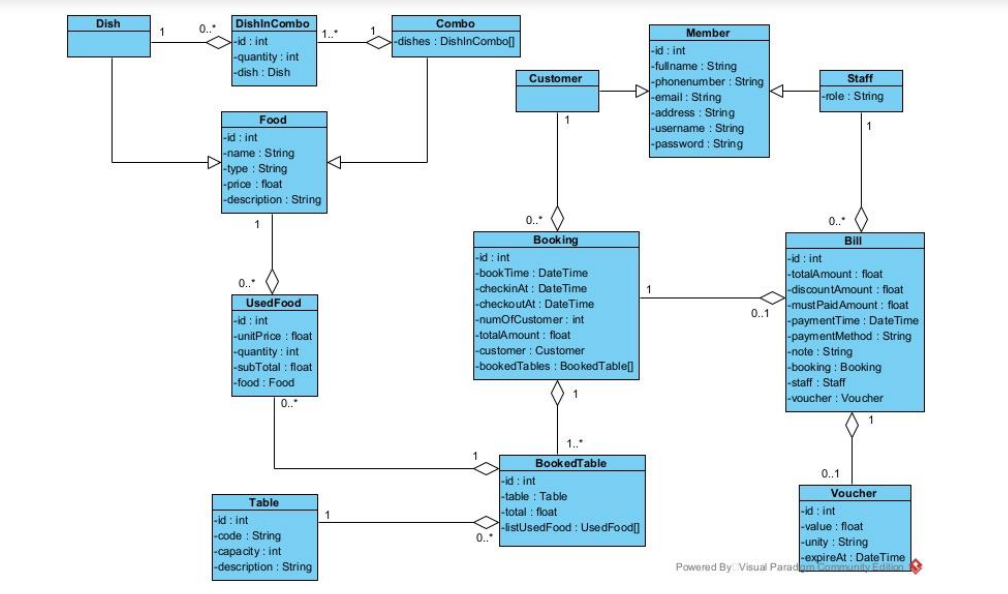 Dish
1
0..*
DishInCombo
-id : int
-quantity : int
-dish : Dish
1..*
1
Combo
-dishes : DishInCombo[]
Member
-id : int
-fullname : String
-phonenumber : String
-email : String
-address : String
-username : String
-password : String
Customer
1
Staff
-role : String
1
Food
-id : int
-name : String
-type : String
-price : float
-description : String
1
0..*
UsedFood
-id : int
-unitPrice : float
-quantity : int
-subTotal : float
-food : Food
0..*
0..*
Booking
-id : int
-bookTime : DateTime
-checkinAt : DateTime
-checkoutAt : DateTime
-numOfCustomer : int
-totalAmount : float
-customer : Customer
-bookedTables : BookedTable[]
1
0..1
0..*
Bill
-id : int
-totalAmount : float
-discountAmount : float
-mustPaidAmount : float
-paymentTime : DateTime
-paymentMethod : String
-note : String
-booking : Booking
-staff : Staff
-voucher : Voucher
1
1..*
1
BookedTable
-id : int
-table : Table
-total : float
-listUsedFood : UsedFood[]
Table
-id : int
-code : String
-capacity : int
-description : String
1
0..*
1
0..1
Voucher
-id : int
-value : float
-unity : String
-expireAt : DateTime
Powered By Visual Paradigm Community Edition